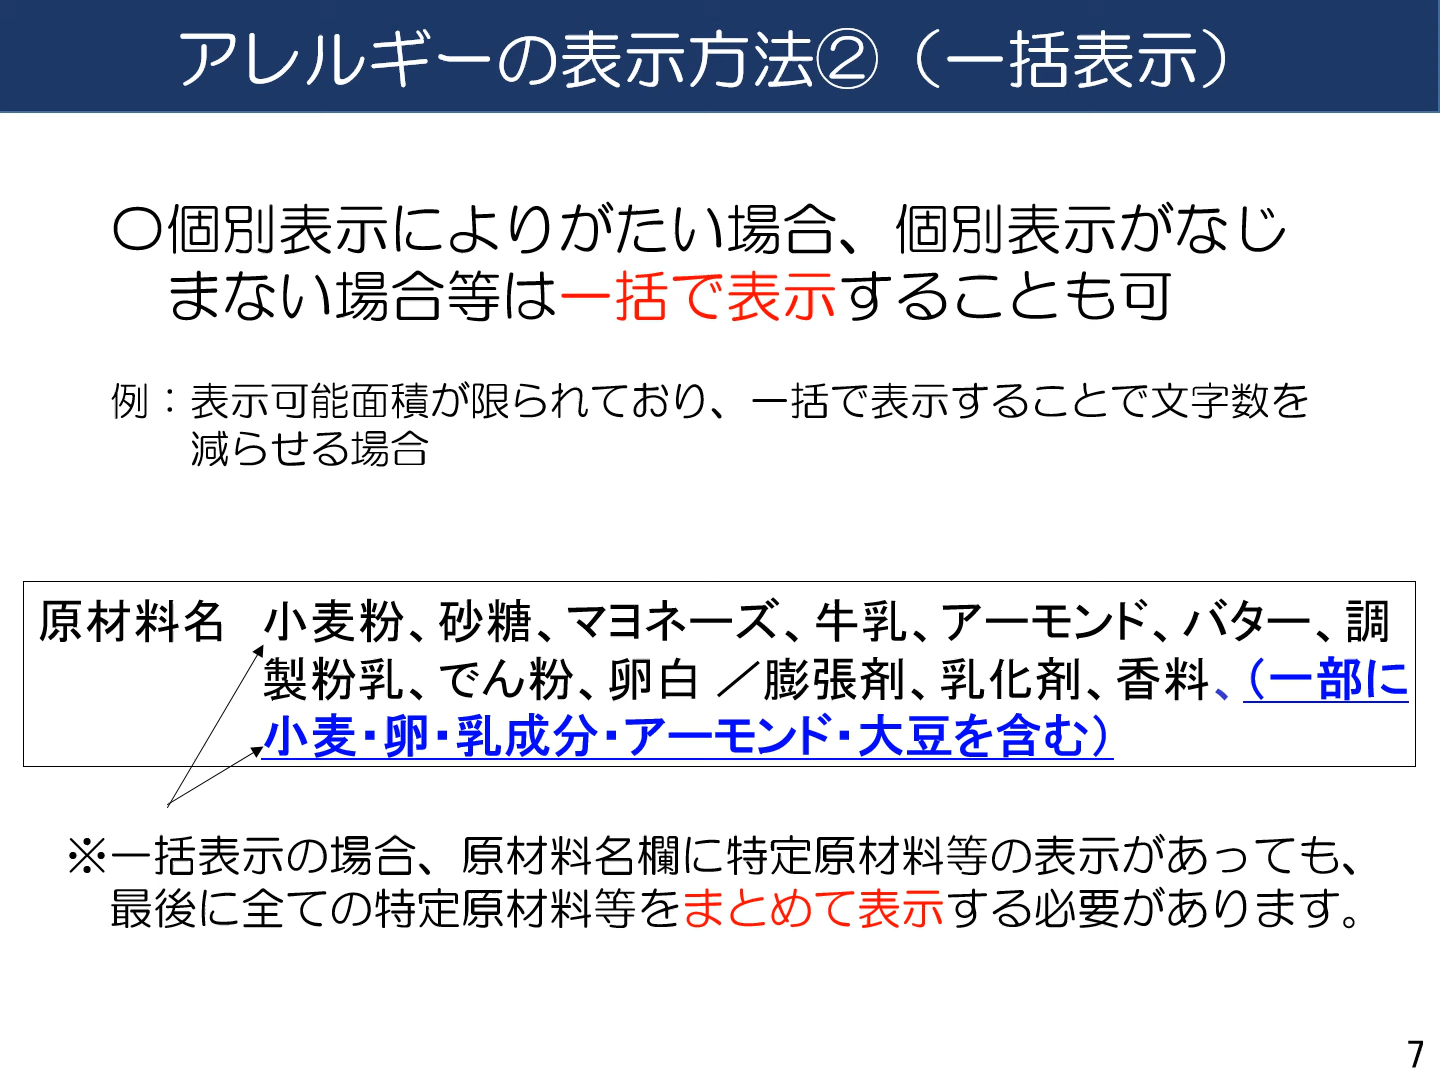 アレルギーの表示方法②（一括表示）
〇個別表示によりがたい場合、個別表示がなじ
まない場合等は一括で表示することも可
例：表示可能面積が限られており、一括で表示することで文字数を
減らせる場合
原材料名　小麦粉、砂糖、マヨネーズ、牛乳、アーモンド、バター、調
製粉乳、でん粉、卵白 ／膨張剤、乳化剤、香料、（一部に
小麦・卵・乳成分・アーモンド・大豆を含む）
※一括表示の場合、原材料名欄に特定原材料等の表示があっても、
最後に全ての特定原材料等をまとめて表示する必要があります。
7